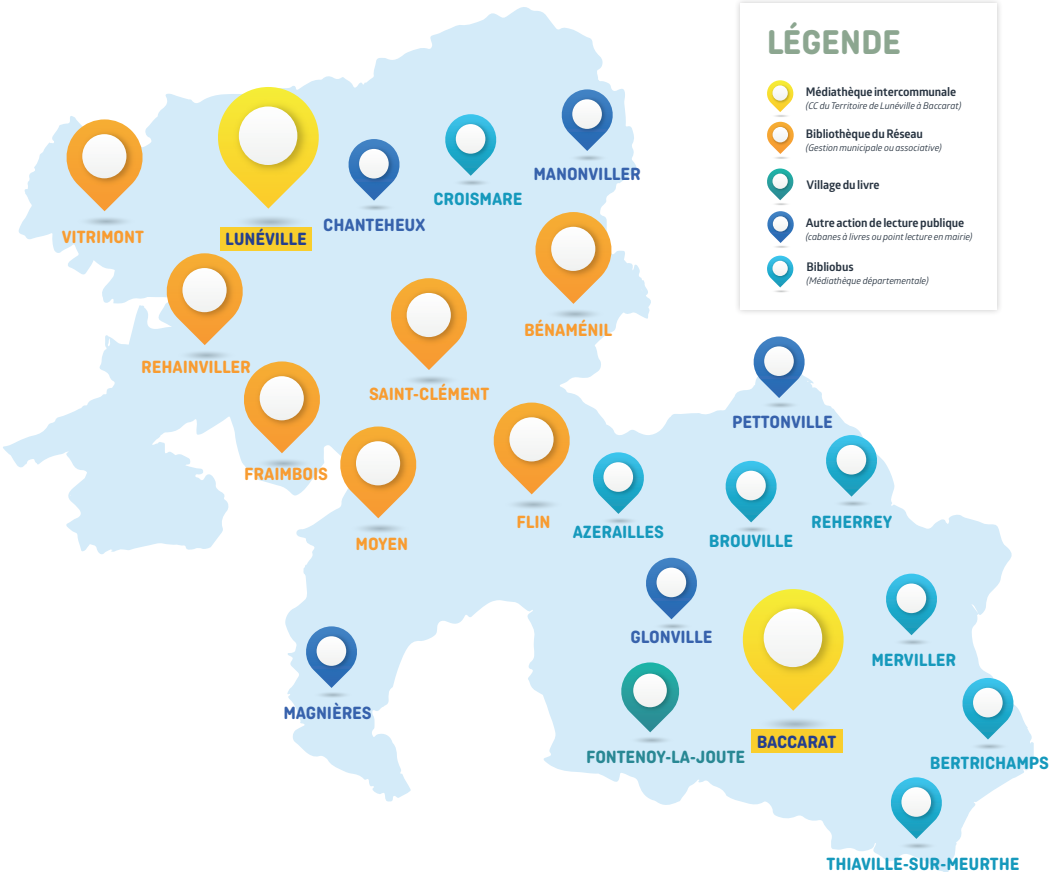 LÉGENDE
Médiathèque intercommunale
(CC du Territoire de Lunéville à Baccarat)
Bibliothèque du Réseau
(Gestion municipale ou associative)
Village du livre
Autre action de lecture publique
(cabanes à livres ou point lecture en mairie)
Bibliobus
(Médiathèque départementale)
MANONVILLER
CROISMARE
CHANTEHEUX
VITRIMONT
LUNÉVILLE
BÉNAMÉNIL
REHAINVILLER
SAINT-CLÉMENT
PETTONVILLE
FRAIMBOIS
FLIN
REHERREY
AZERAILLES
BROUVILLE
MOYEN
GLONVILLE
MERVILLER
MAGNIÈRES
BACCARAT
FONTENOY-LA-JOUTE
BERTRICHAMPS
THIAVILLE-SUR-MEURTHE